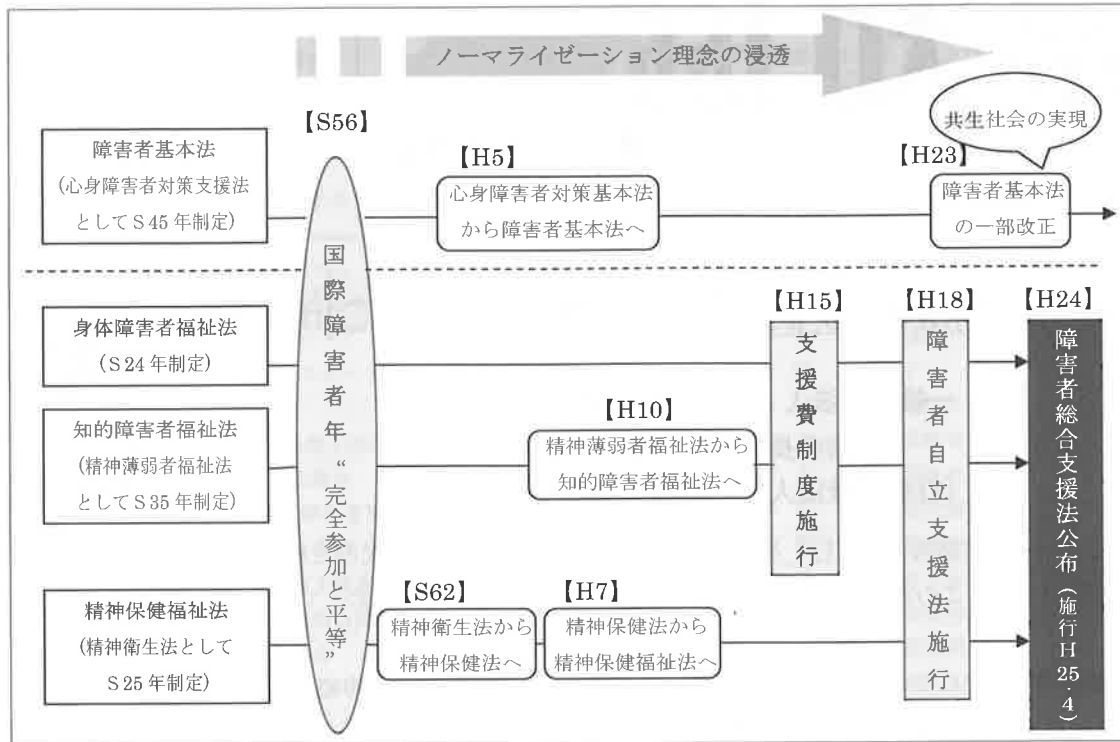 ノーマライゼーション理念の浸透
【S56】
共生社会の実現
障害者基本法
(心身障害者対策支援法
としてS45年制定)
【H5】
心身障害者対策基本法
から障害者基本法へ
【H23】
障害者基本法
の一部改正
国際障害者年“完全参加と平等”
身体障害者福祉法
(S24年制定)
【H15】
支援費制度施行
【H18】
障害者自立支援法施行
【H24】
障害者総合支援法公布(施行H25.4)
知的障害者福祉法
(精神薄弱者福祉法
としてS35年制定)
【H10】
精神薄弱者福祉法から
知的障害者福祉法へ
精神保健福祉法
(精神衛生法として
S25年制定)
【S62】
精神衛生法から
精神保健法へ
【H7】
精神保健法から
精神保健福祉法へ